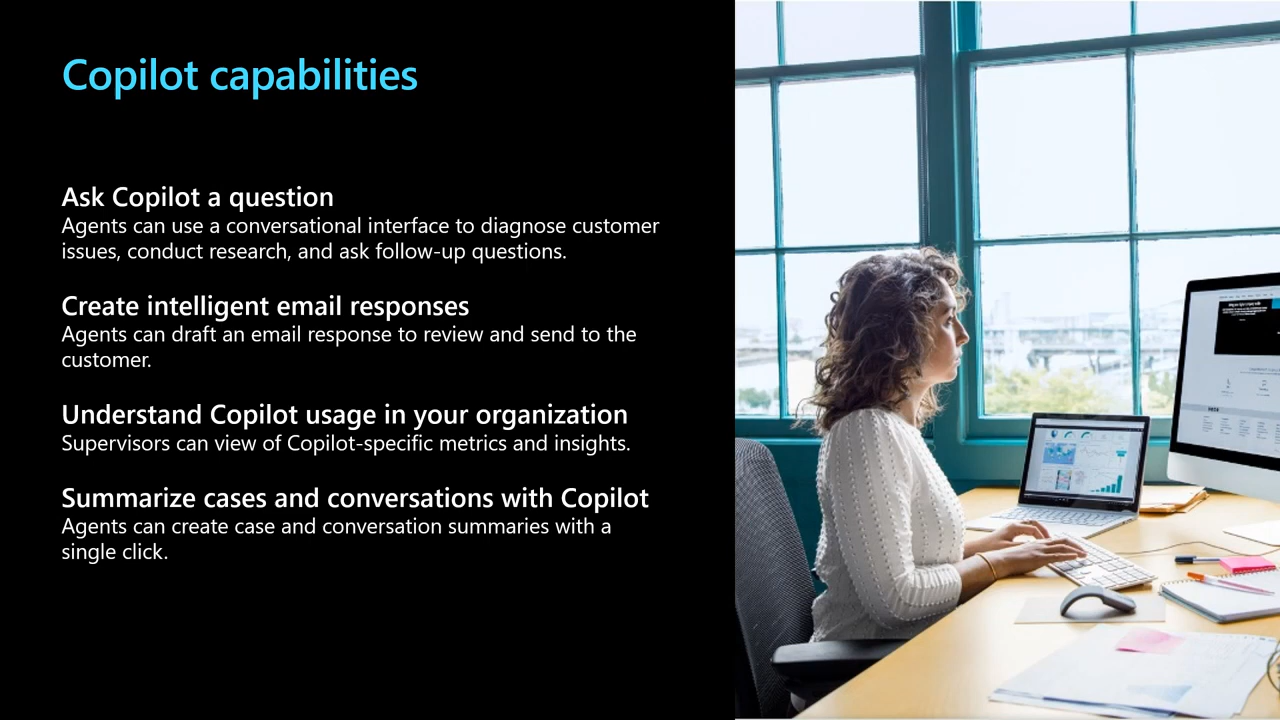 Copilot capabilities
Ask Copilot a question
Agents can use a conversational interface to diagnose customer
issues, conduct research, and ask follow-up questions.
Create intelligent email responses
Agents can draft an email response to review and send to the
customer.
Understand Copilot usage in your organization
Supervisors can view of Copilot-specific metrics and insights.
Summarize cases and conversations with Copilot
Agents can create case and conversation summaries with a
single click.